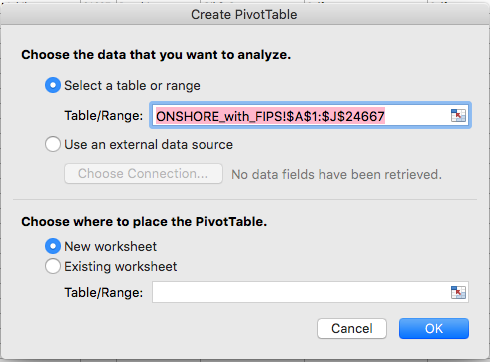 Create PivotTable
Choose the data that you want to analyze.
Select a table or range
Table/Range: ONSHORE_with_FIPS!$A$1:$J$24667
Use an external data source
Choose Connection... No data fields have been retrieved.
Choose where to place the PivotTable.
New worksheet
Existing worksheet
Table/Range:
Cancel OK